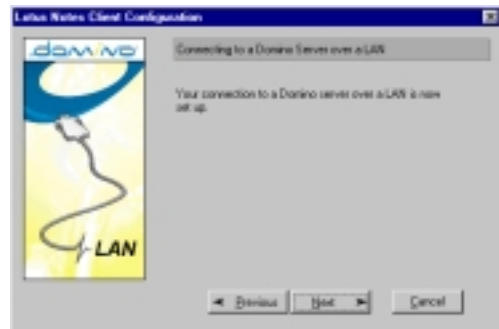 Lotus Notes Client Configuration
domino
Connecting to a Domino Server over a LAN
Your connection to a Domino server over a LAN is now
set up.
LAN
Previous Next Cancel